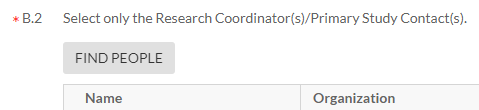 * B.2 Select only the Research Coordinator(s)/Primary Study Contact(s).
FIND PEOPLE
Name Organization